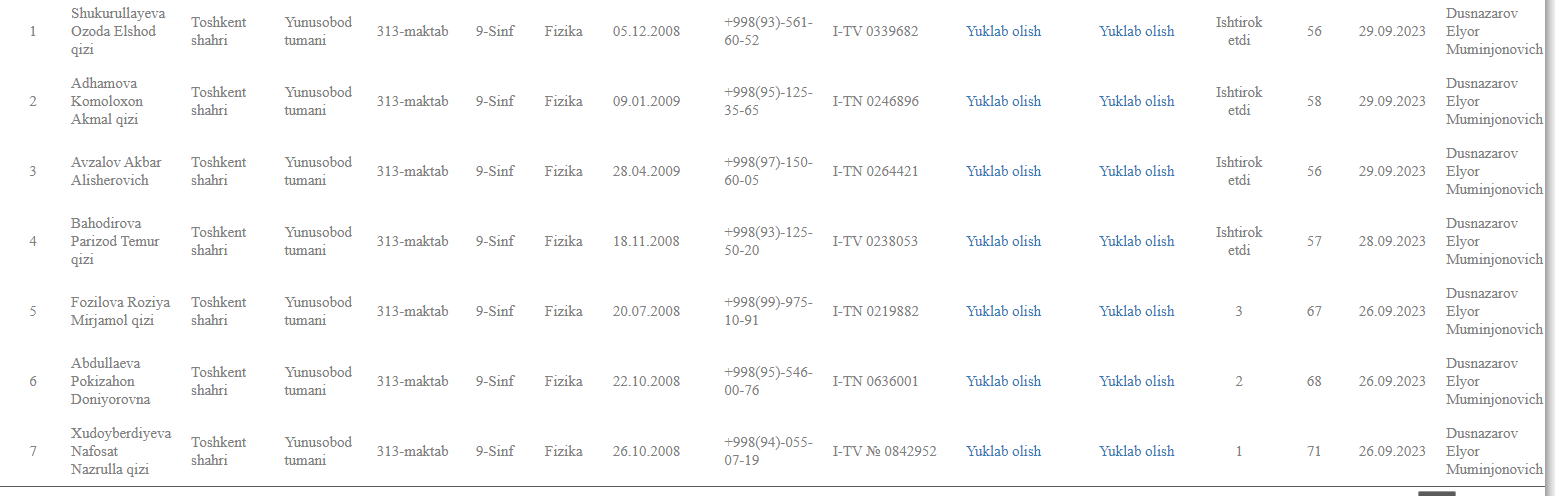 1 Shukurullayeva Ozoda Elshod qizi Toshkent shahri Yunusobod tumani 313-maktab 9-Sinf Fizika 05.12.2008 +998(93)-561-60-52 I-TV 0339682 Yuklab olish Yuklab olish Ishtirok etdi 56 29.09.2023 Dusnazarov Elyor Muminjonovich
2 Adhamova Komoloxon Akmal qizi Toshkent shahri Yunusobod tumani 313-maktab 9-Sinf Fizika 09.01.2009 +998(95)-125-35-65 I-TN 0246896 Yuklab olish Yuklab olish Ishtirok etdi 58 29.09.2023 Dusnazarov Elyor Muminjonovich
3 Avzalov Akbar Alisherovich Toshkent shahri Yunusobod tumani 313-maktab 9-Sinf Fizika 28.04.2009 +998(97)-150-60-05 I-TN 0264421 Yuklab olish Yuklab olish Ishtirok etdi 56 29.09.2023 Dusnazarov Elyor Muminjonovich
4 Bahodirova Parizod Temur qizi Toshkent shahri Yunusobod tumani 313-maktab 9-Sinf Fizika 18.11.2008 +998(93)-125-50-20 I-TV 0238053 Yuklab olish Yuklab olish Ishtirok etdi 57 28.09.2023 Dusnazarov Elyor Muminjonovich
5 Fozilova Roziya Mirjamol qizi Toshkent shahri Yunusobod tumani 313-maktab 9-Sinf Fizika 20.07.2008 +998(99)-975-10-91 I-TN 0219882 Yuklab olish Yuklab olish 3 67 26.09.2023 Dusnazarov Elyor Muminjonovich
6 Abdullaeva Pokizahon Doniyorovna Toshkent shahri Yunusobod tumani 313-maktab 9-Sinf Fizika 22.10.2008 +998(95)-546-00-76 I-TN 0636001 Yuklab olish Yuklab olish 2 68 26.09.2023 Dusnazarov Elyor Muminjonovich
7 Xudoyberdiyeva Nafosat Nazrulla qizi Toshkent shahri Yunusobod tumani 313-maktab 9-Sinf Fizika 26.10.2008 +998(94)-055-07-19 I-TV № 0842952 Yuklab olish Yuklab olish 1 71 26.09.2023 Dusnazarov Elyor Muminjonovich